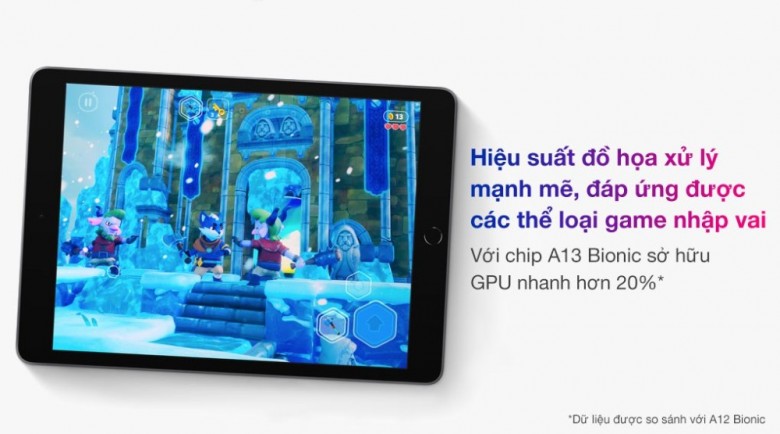 13
Hiệu suất đồ họa xử lý
mạnh mẽ, đáp ứng được
các thể loại game nhập vai
Với chip A13 Bionic sở hữu
GPU nhanh hơn 20%*
*Dữ liệu được so sánh với A12 Bionic